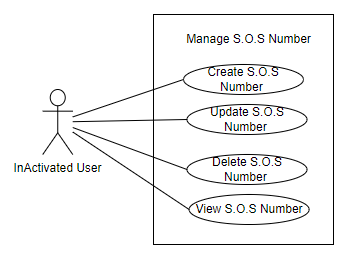 Manage S.O.S Number
Create S.O.S
Number
Update S.O.S
Number
InActivated User
Delete S.O.S
Number
View S.O.S Number